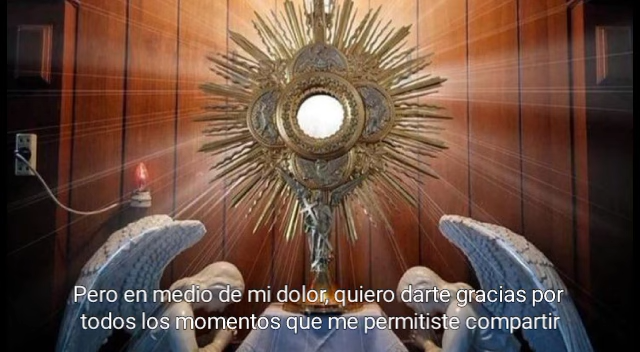 Pero en medio de mi dolor, quiero darte gracias por
todos los momentos que me permitiste compartir